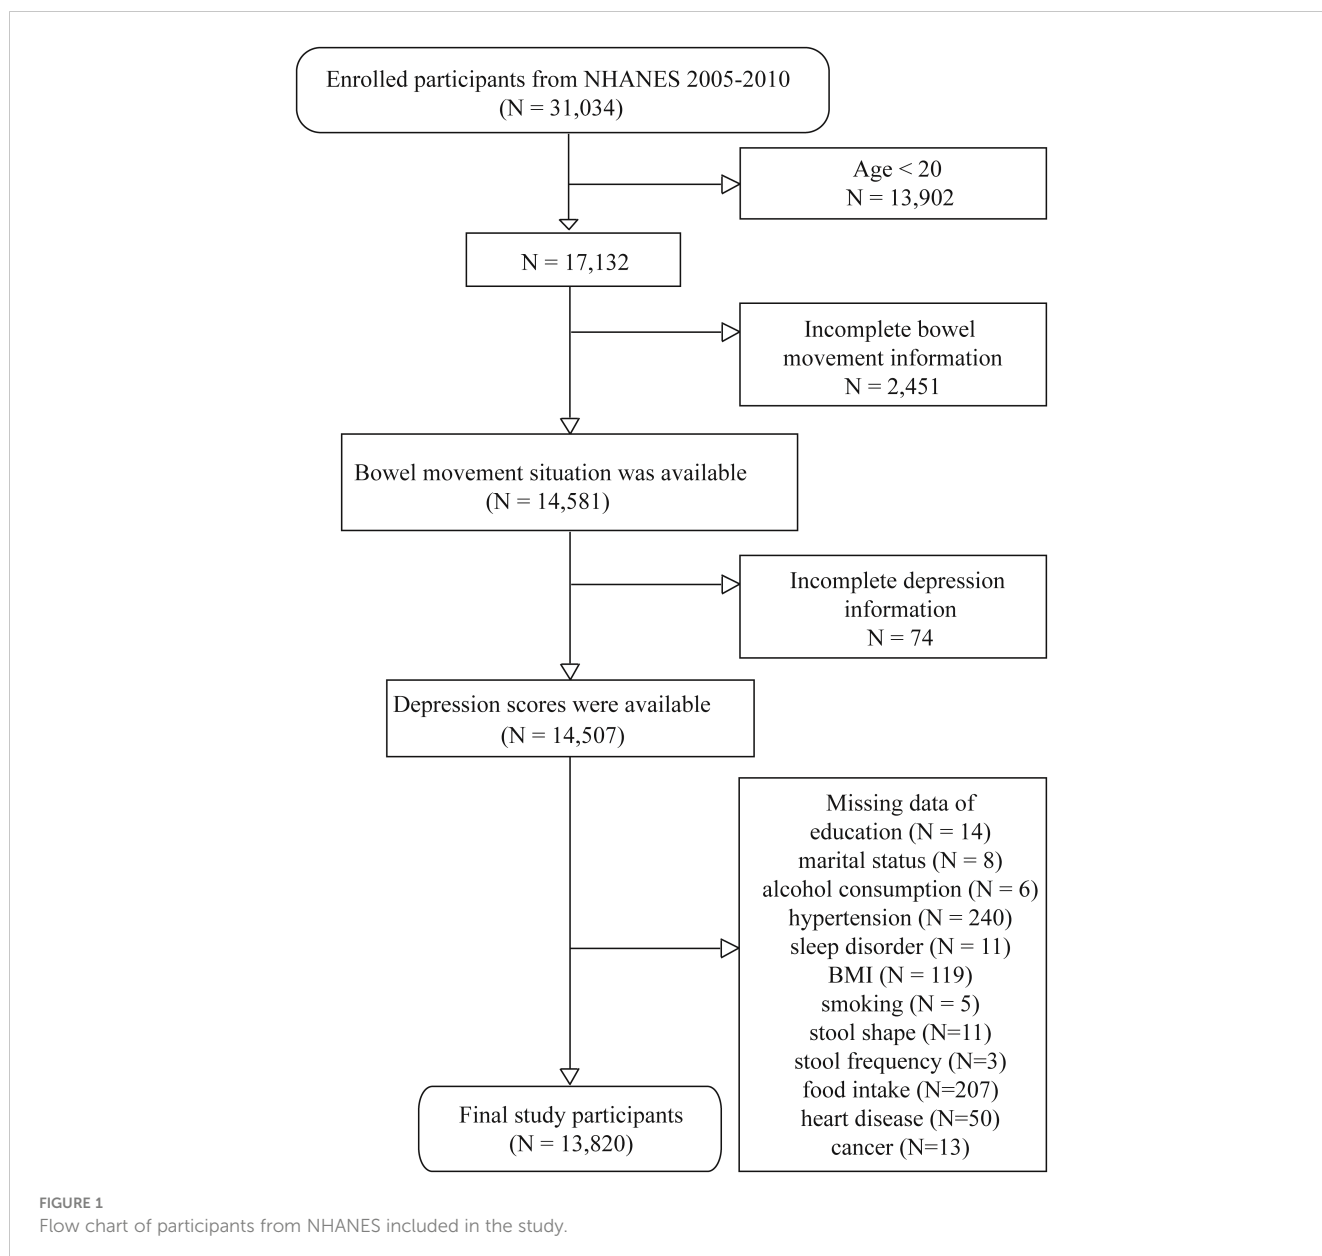 Enrolled participants from NHANES 2005-2010
(N = 31,034)
Age < 20
N = 13,902
N = 17,132
Incomplete bowel
movement information
N = 2,451
Bowel movement situation was available
(N = 14,581)
Incomplete depression
information
N = 74
Depression scores were available
(N = 14,507)
Missing data of
education (N = 14)
marital status (N = 8)
alcohol consumption (N = 6)
hypertension (N = 240)
sleep disorder (N = 11)
BMI (N = 119)
smoking (N = 5)
stool shape (N=11)
stool frequency (N=3)
food intake (N=207)
heart disease (N=50)
cancer (N=13)
Final study participants
(N = 13,820)
FIGURE 1
Flow chart of participants from NHANES included in the study.